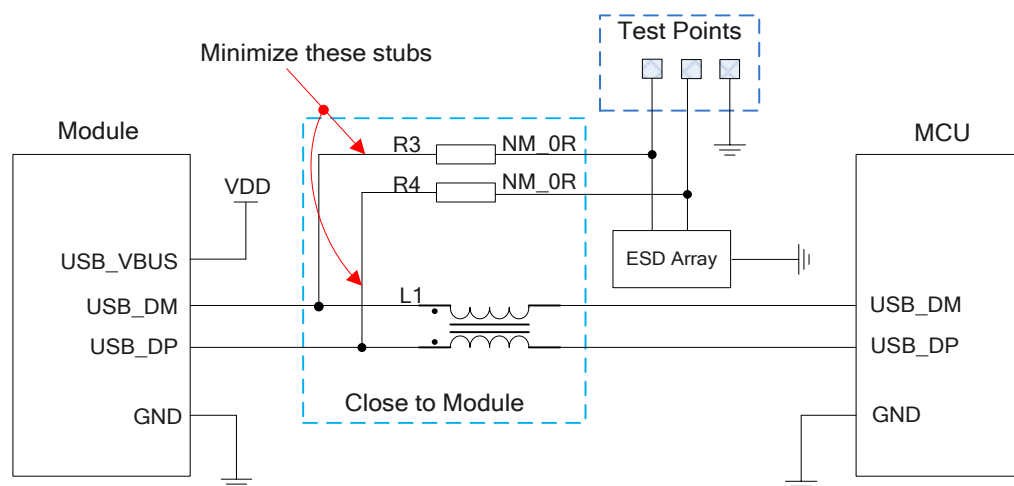 Test Points
Minimize these stubs
Module
MCU
R3 NM_0R
R4 NM_0R
VDD
ESD Array
USB_VBUS
USB_DM
L1
USB_DM
USB_DP
USB_DP
Close to Module
GND
GND